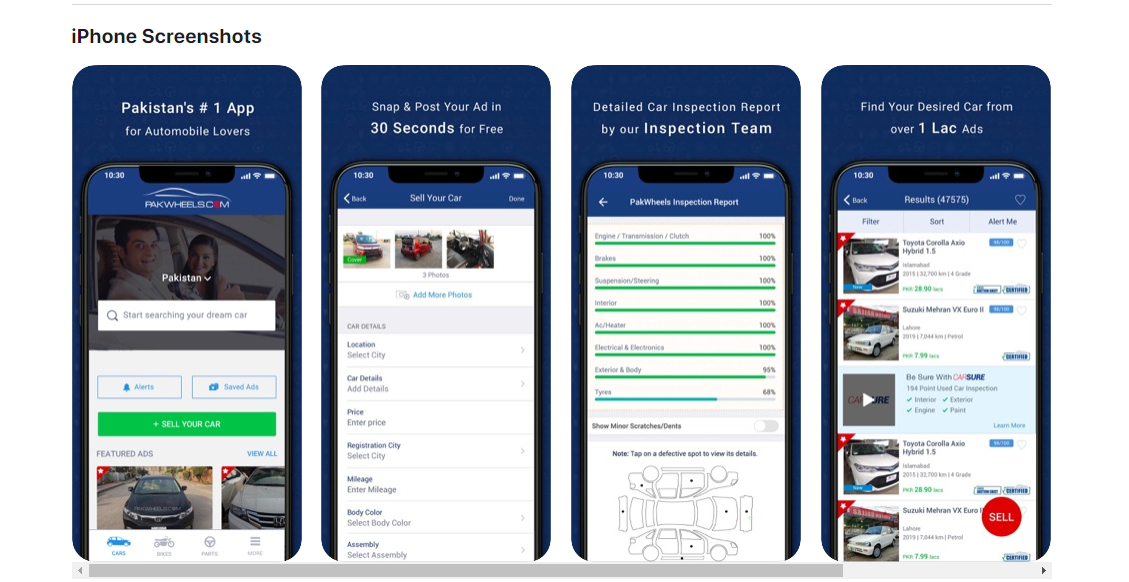 iPhone Screenshots
Pakistan's # 1 App
for Automobile Lovers
10:30
PAKWHEELS.COM
Pakistan
Start searching your dream car
Alerts
Saved Ads
+ SELL YOUR CAR
FEATURED ADS
VIEW ALL
CARS
BIKES
PARTS
MORE
Snap & Post Your Ad in
30 Seconds for Free
10:30
Back
Sell Your Car
Done
Cover
3 Photos
Add More Photos
CAR DETAILS
Location
Select City
Car Details
Add Details
Price
Enter price
Registration City
Select City
Mileage
Enter Mileage
Body Color
Select Body Color
Assembly
Select Assembly
Detailed Car Inspection Report
by our Inspection Team
10:30
PakWheels Inspection Report
Engine / Transmission / Clutch 100%
Brakes 100%
Suspension/Steering 100%
Interior 100%
Ac/Heater 100%
Electrical & Electronics 100%
Exterior & Body 95%
Tyres 68%
Show Minor Scratches/Dents
Note: Tap on a defective spot to view its details.
Find Your Desired Car from
over 1 Lac Ads
10:30
Back
Results (47575)
Filter
Sort
Alert Me
Toyota Corolla Axio
Hybrid 1.5
Islamabad
2015 | 32,700 km | 4 Grade
PKR 28.90 lacs
CERTIFIED
New
Suzuki Mehran VX Euro II
Lahore
2019 | 7,044 km | Petrol
PKR 7.99 lacs
CERTIFIED
Be Sure With CARSURE
194 Point Used Car Inspection
Interior
Exterior
Engine
Paint
Learn More
Toyota Corolla Axio
Hybrid 1.5
Islamabad
2015 | 32,700 km | 4 Grade
PKR 28.90 lacs
CERTIFIED
New
Suzuki Mehran VX Euro
Lahore
2019 | 7,044 km | Petrol
PKR 7.99 lacs
CERTIFIED
SELL